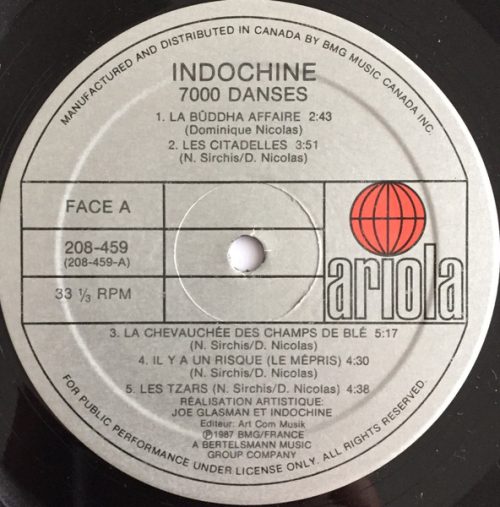 MANUFACTURED AND DISTRIBUTED IN CANADA BY BMG MUSIC CANADA INC.
INDOCHINE
7000 DANSES
1. LA BÛDDHA AFFAIRE 2:43
(Dominique Nicolas)
2. LES CITADELLES 3:51
(N. Sirchis/D. Nicolas)
FACE A
208-459
(208-459-A)
33 ⅓ RPM
ariola
3. LA CHEVAUCHÉE DES CHAMPS DE BLÉ 5:17
(N. Sirchis/D. Nicolas)
4. IL Y A UN RISQUE (LE MÉPRIS) 4:30
(N. Sirchis/D. Nicolas)
5. LES TZARS (N. Sirchis/D. Nicolas) 4:38
RÉALISATION ARTISTIQUE:
JOE GLASMAN ET INDOCHINE
Editeur: Art Com Musik
℗1987 BMG/FRANCE
A BERTELSMANN MUSIC
GROUP COMPANY
FOR PUBLIC PERFORMANCE UNDER LICENSE ONLY. ALL RIGHTS RESERVED.